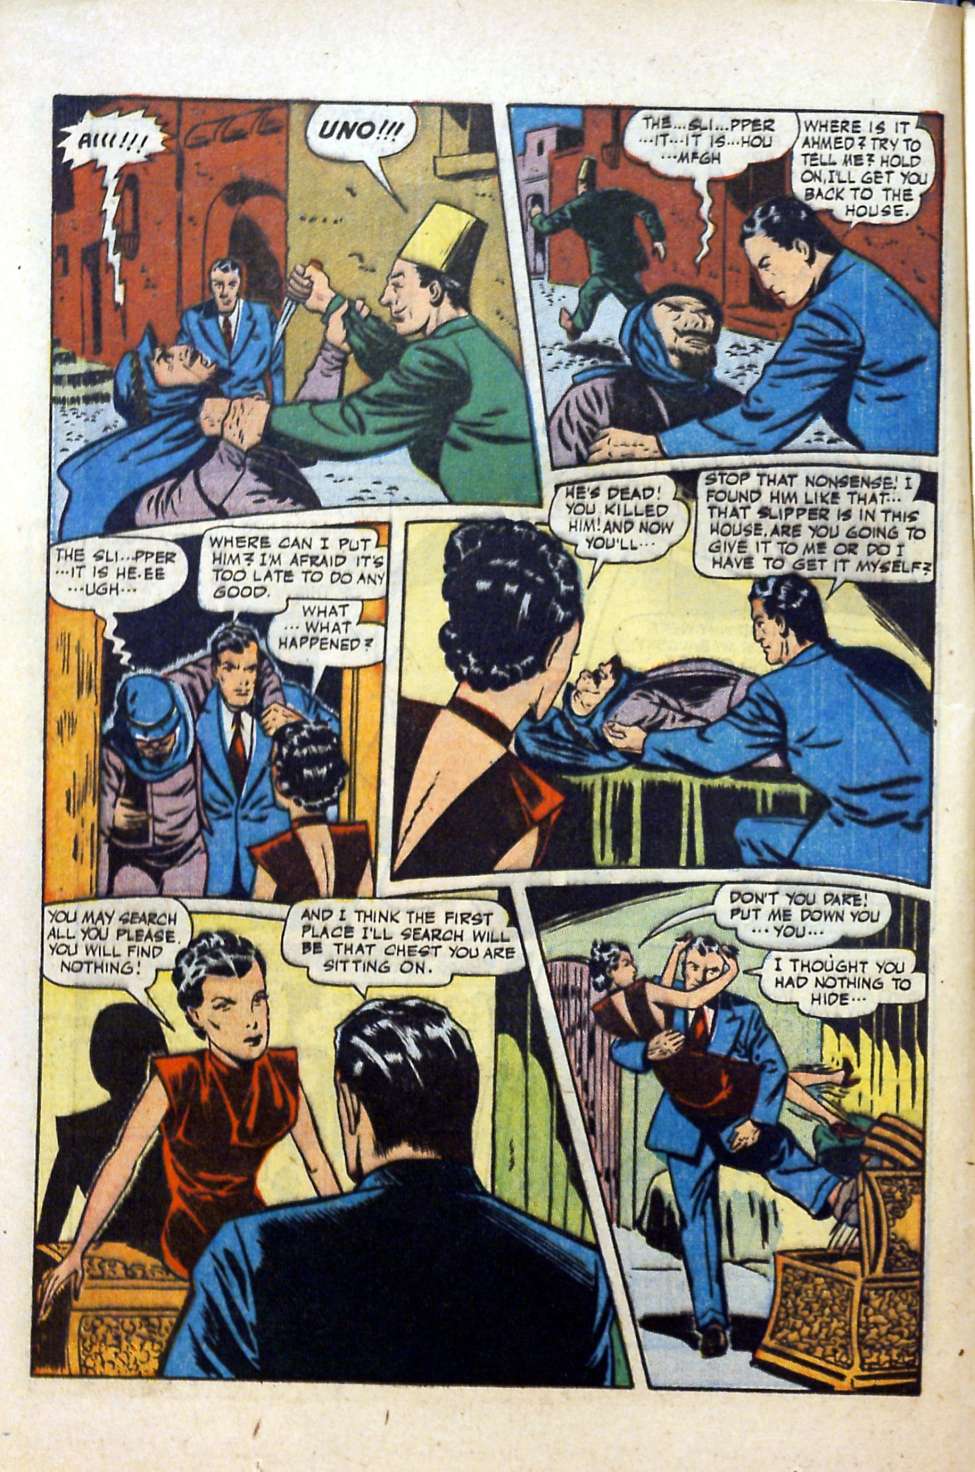 AIII!!!
UNO!!!
THE...SLI...PPER
...IT...IT IS...HOU
...MFGH
WHERE IS IT
AHMED? TRY TO
TELL ME? HOLD
ON, I'LL GET YOU
BACK TO THE
HOUSE.
THE SLI...PPER
...IT IS HE-EE
...UGH...
WHERE CAN I PUT
HIM? I'M AFRAID IT'S
TOO LATE TO DO ANY
GOOD.
WHAT
...WHAT
HAPPENED?
HE'S DEAD!
YOU KILLED
HIM! AND NOW
YOU'LL...
STOP THAT NONSENSE! I
FOUND HIM LIKE THAT...
THAT SLIPPER IS IN THIS
HOUSE. ARE YOU GOING TO
GIVE IT TO ME OR DO I
HAVE TO GET IT MYSELF?
YOU MAY SEARCH
ALL YOU PLEASE.
YOU WILL FIND
NOTHING!
AND I THINK THE FIRST
PLACE I'LL SEARCH WILL
BE THAT CHEST YOU ARE
SITTING ON.
DON'T YOU DARE!
PUT ME DOWN YOU
...YOU...
I THOUGHT YOU
HAD NOTHING TO
HIDE...